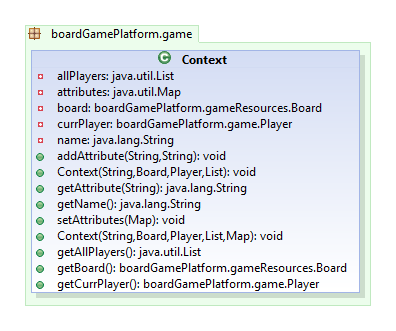 boardGamePlatform.game
Context
allPlayers: java.util.List
attributes: java.util.Map
board: boardGamePlatform.gameResources.Board
currPlayer: boardGamePlatform.game.Player
name: java.lang.String
addAttribute(String,String): void
Context(String,Board,Player,List): void
getAttribute(String): java.lang.String
getName(): java.lang.String
setAttributes(Map): void
Context(String,Board,Player,List,Map): void
getAllPlayers(): java.util.List
getBoard(): boardGamePlatform.gameResources.Board
getCurrPlayer(): boardGamePlatform.game.Player